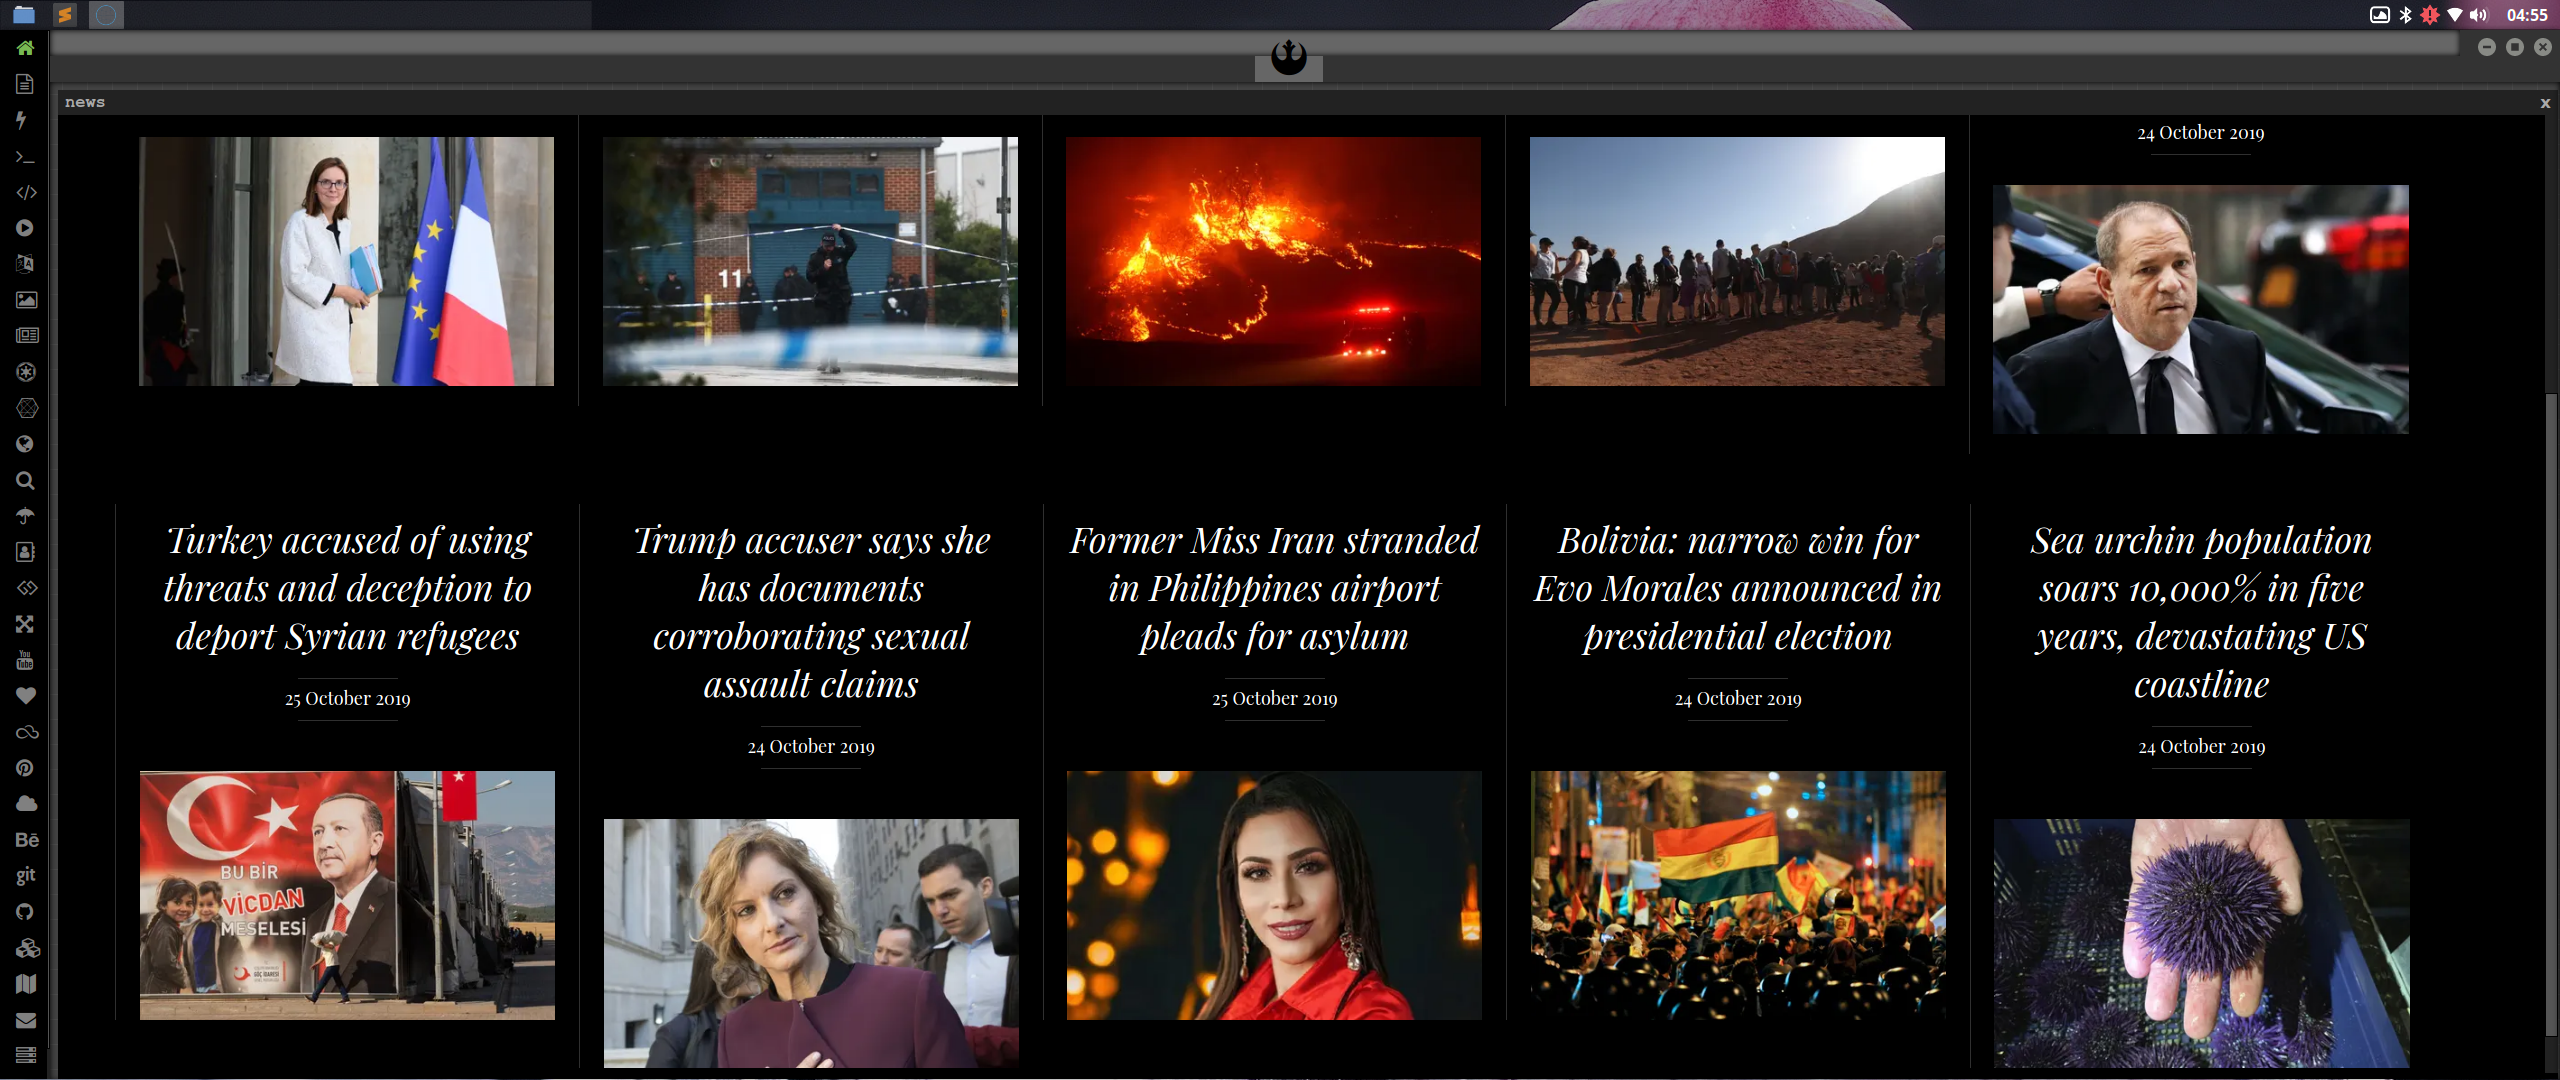 04:55
news
x
24 October 2019
11
Turkey accused of using
threats and deception to
deport Syrian refugees
25 October 2019
Trump accuser says she
has documents
corroborating sexual
assault claims
24 October 2019
Former Miss Iran stranded
in Philippines airport
pleads for asylum
25 October 2019
Bolivia: narrow win for
Evo Morales announced in
presidential election
24 October 2019
Sea urchin population
soars 10,000% in five
years, devastating US
coastline
24 October 2019
BU BİR
VİCDAN
MESELESİ
You
Tube
Bē
git